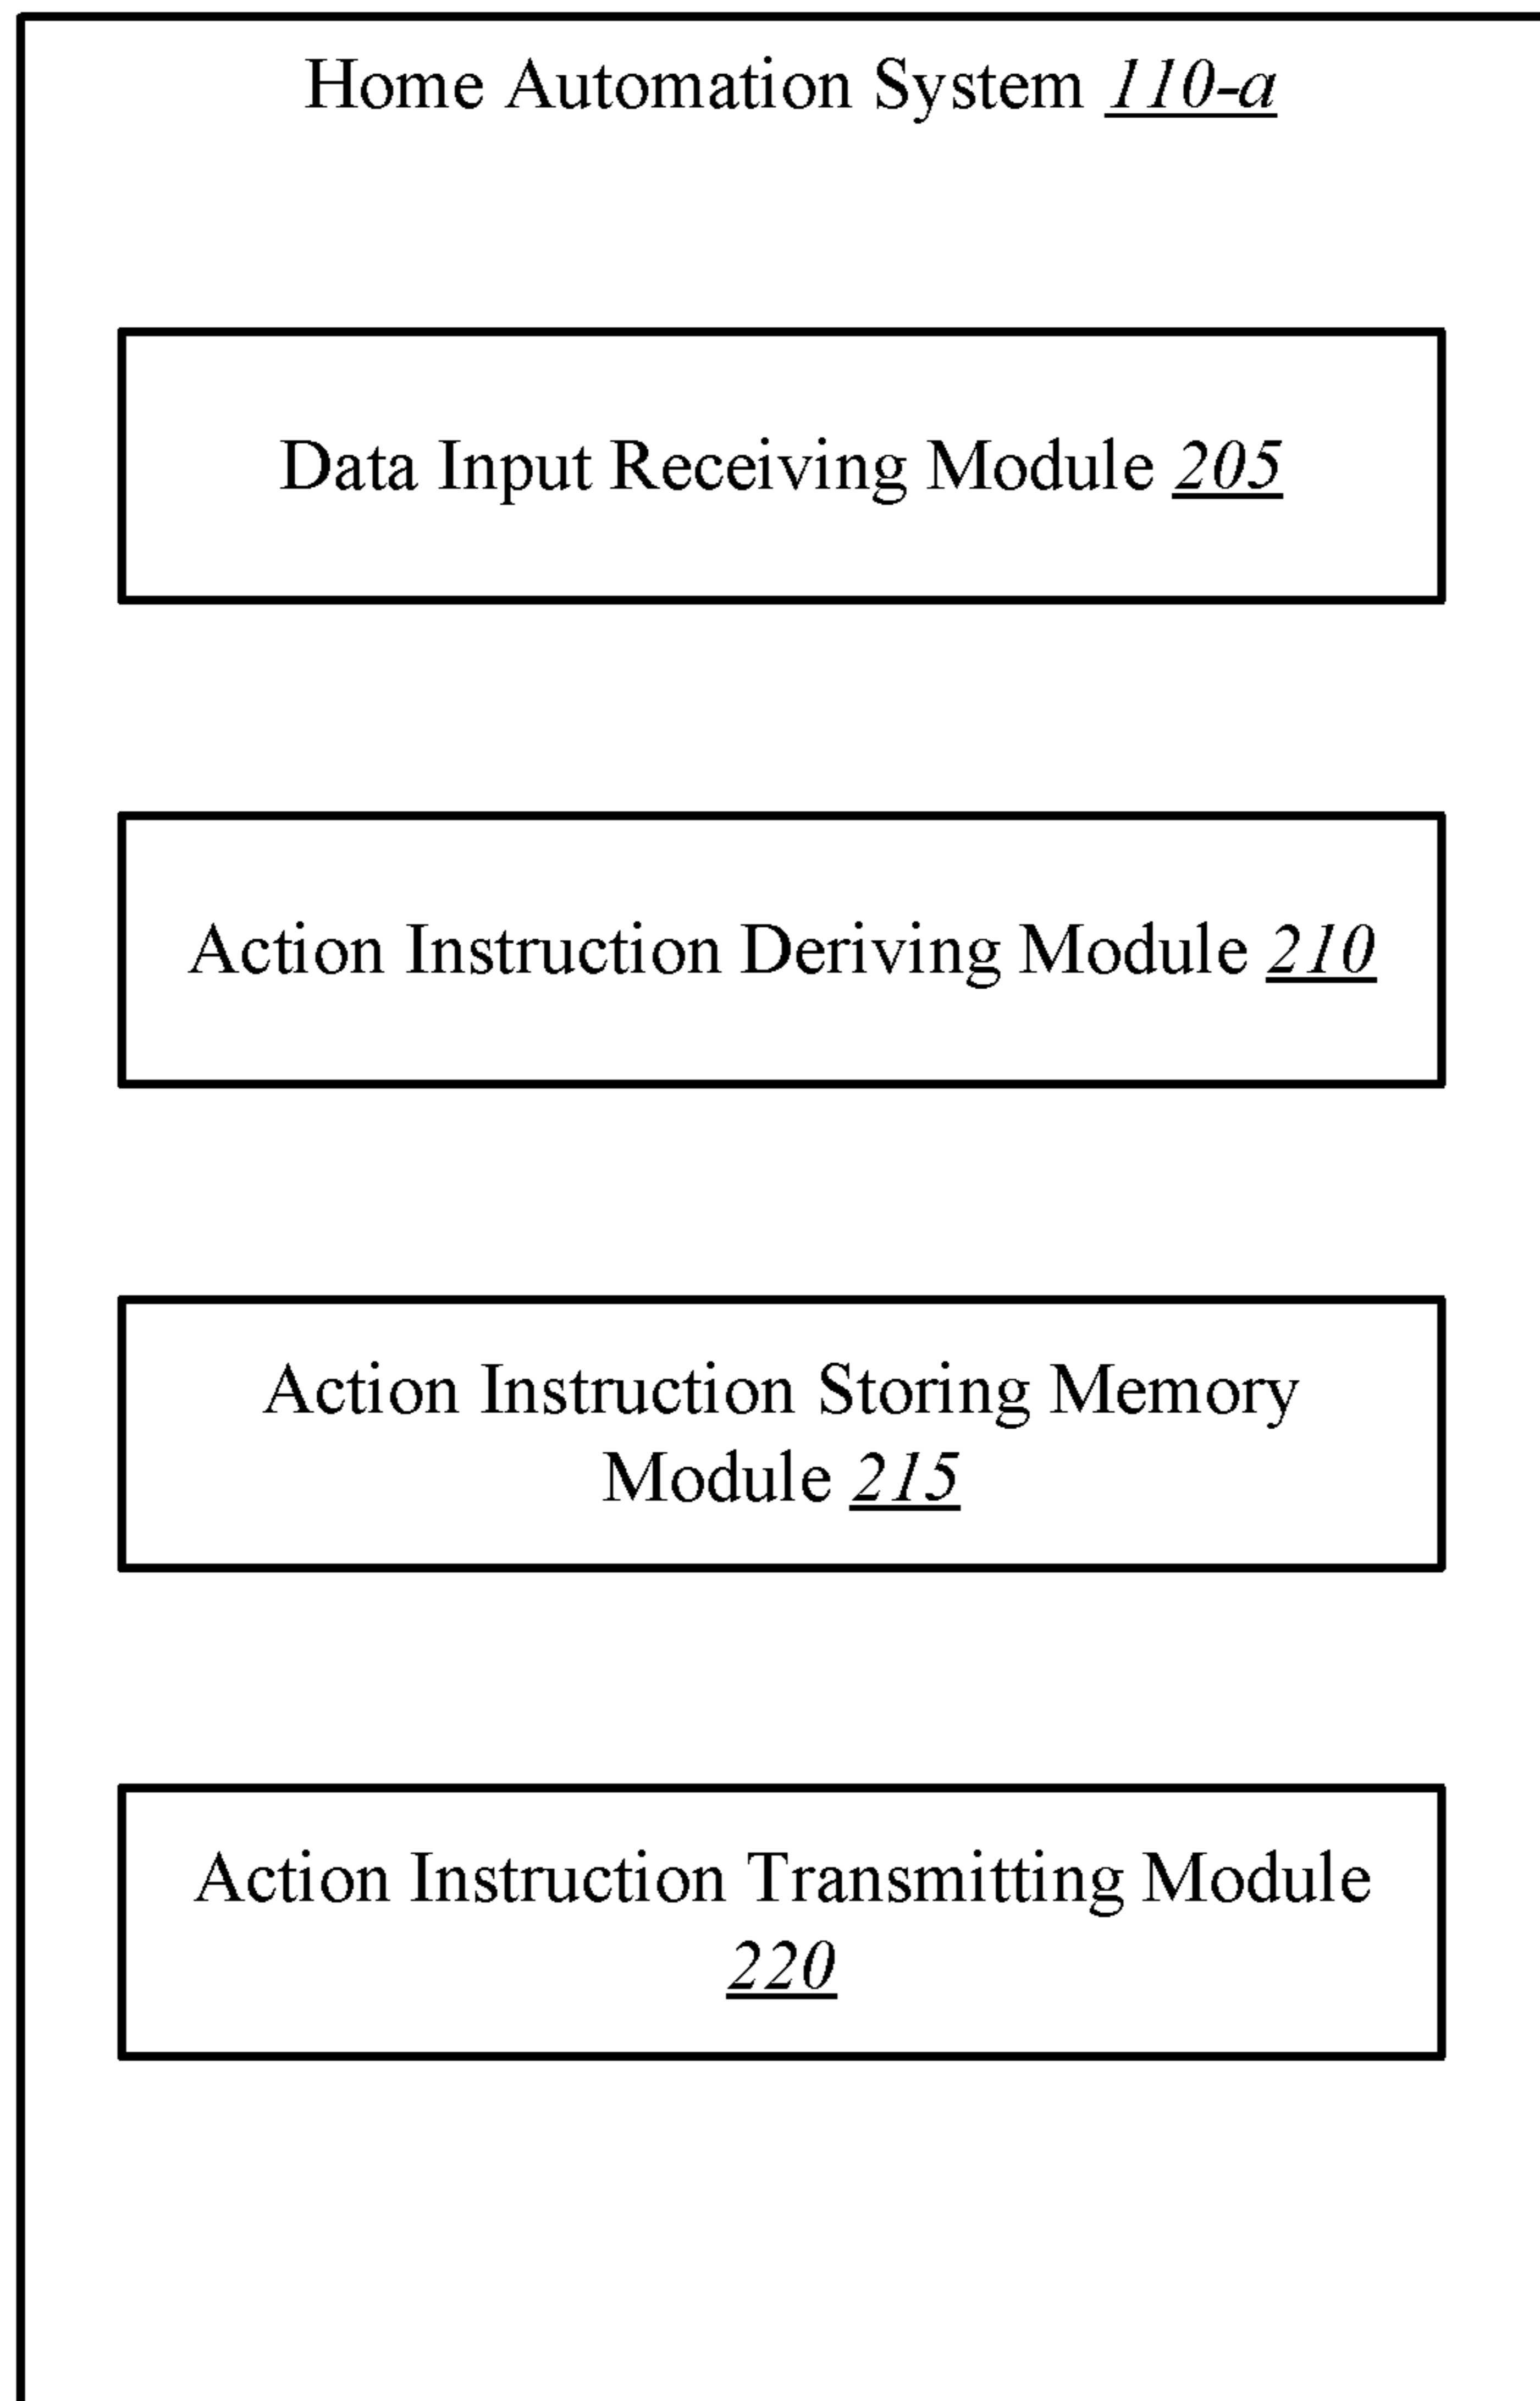 Home Automation System 110-a
Data Input Receiving Module 205
Action Instruction Deriving Module 210
Action Instruction Storing Memory
Module 215
Action Instruction Transmitting Module
220